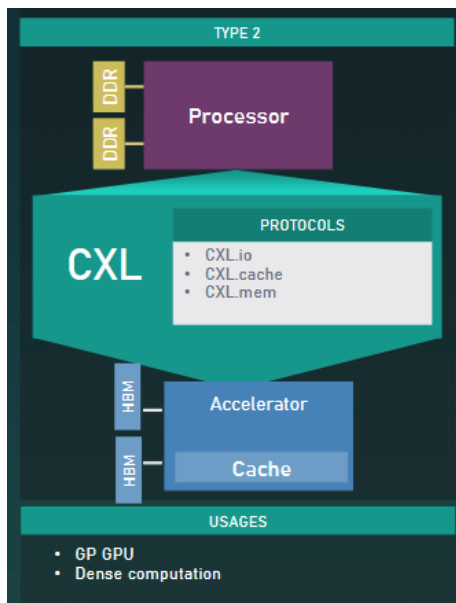 TYPE 2
DDR
DDR
Processor
CXL
PROTOCOLS
• CXL.io
• CXL.cache
• CXL.mem
HBM
HBM
Accelerator
Cache
USAGES
• GP GPU
• Dense computation